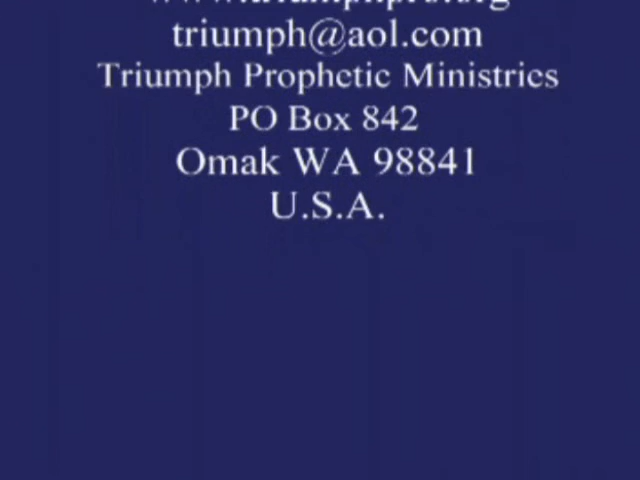 triumph@aol.com
Triumph Prophetic Ministries
PO Box 842
Omak WA 98841
U.S.A.